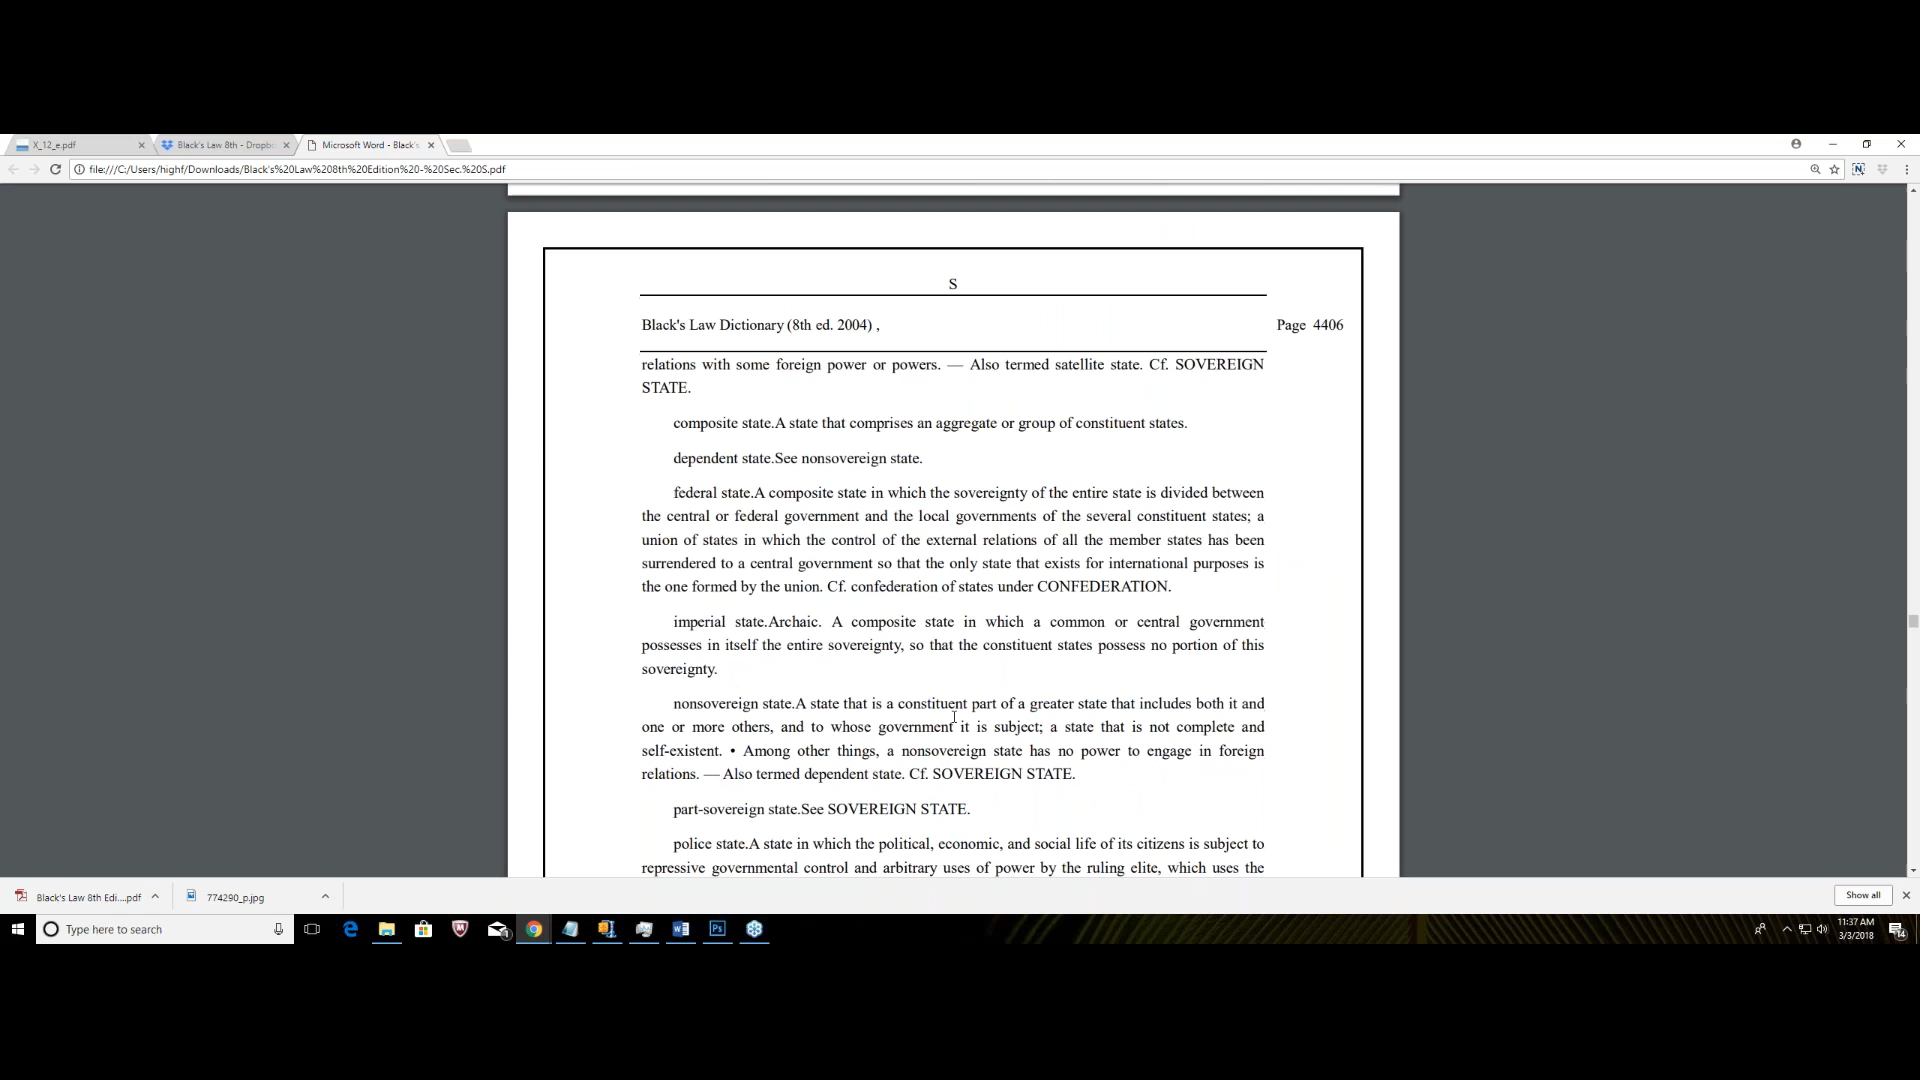 X_12_e.pdf
Black's Law 8th - Dropb
Microsoft Word - Black's
file:///C:/Users/highf/Downloads/Black's%20Law%208th%20Edition%20-%20Sec.%20S.pdf
S
Black's Law Dictionary (8th ed. 2004) ,
Page 4406
relations with some foreign power or powers. — Also termed satellite state. Cf. SOVEREIGN
STATE.
composite state.A state that comprises an aggregate or group of constituent states.
dependent state.See nonsovereign state.
federal state.A composite state in which the sovereignty of the entire state is divided between
the central or federal government and the local governments of the several constituent states; a
union of states in which the control of the external relations of all the member states has been
surrendered to a central government so that the only state that exists for international purposes is
the one formed by the union. Cf. confederation of states under CONFEDERATION.
imperial state.Archaic. A composite state in which a common or central government
possesses in itself the entire sovereignty, so that the constituent states possess no portion of this
sovereignty.
nonsovereign state.A state that is a constituent part of a greater state that includes both it and
one or more others, and to whose government it is subject; a state that is not complete and
self-existent. • Among other things, a nonsovereign state has no power to engage in foreign
relations. — Also termed dependent state. Cf. SOVEREIGN STATE.
part-sovereign state.See SOVEREIGN STATE.
police state.A state in which the political, economic, and social life of its citizens is subject to
repressive governmental control and arbitrary uses of power by the ruling elite, which uses the
Black's Law 8th Edi....pdf
774290_p.jpg
Show all
Type here to search
Ps
11:37 AM
3/3/2018
14